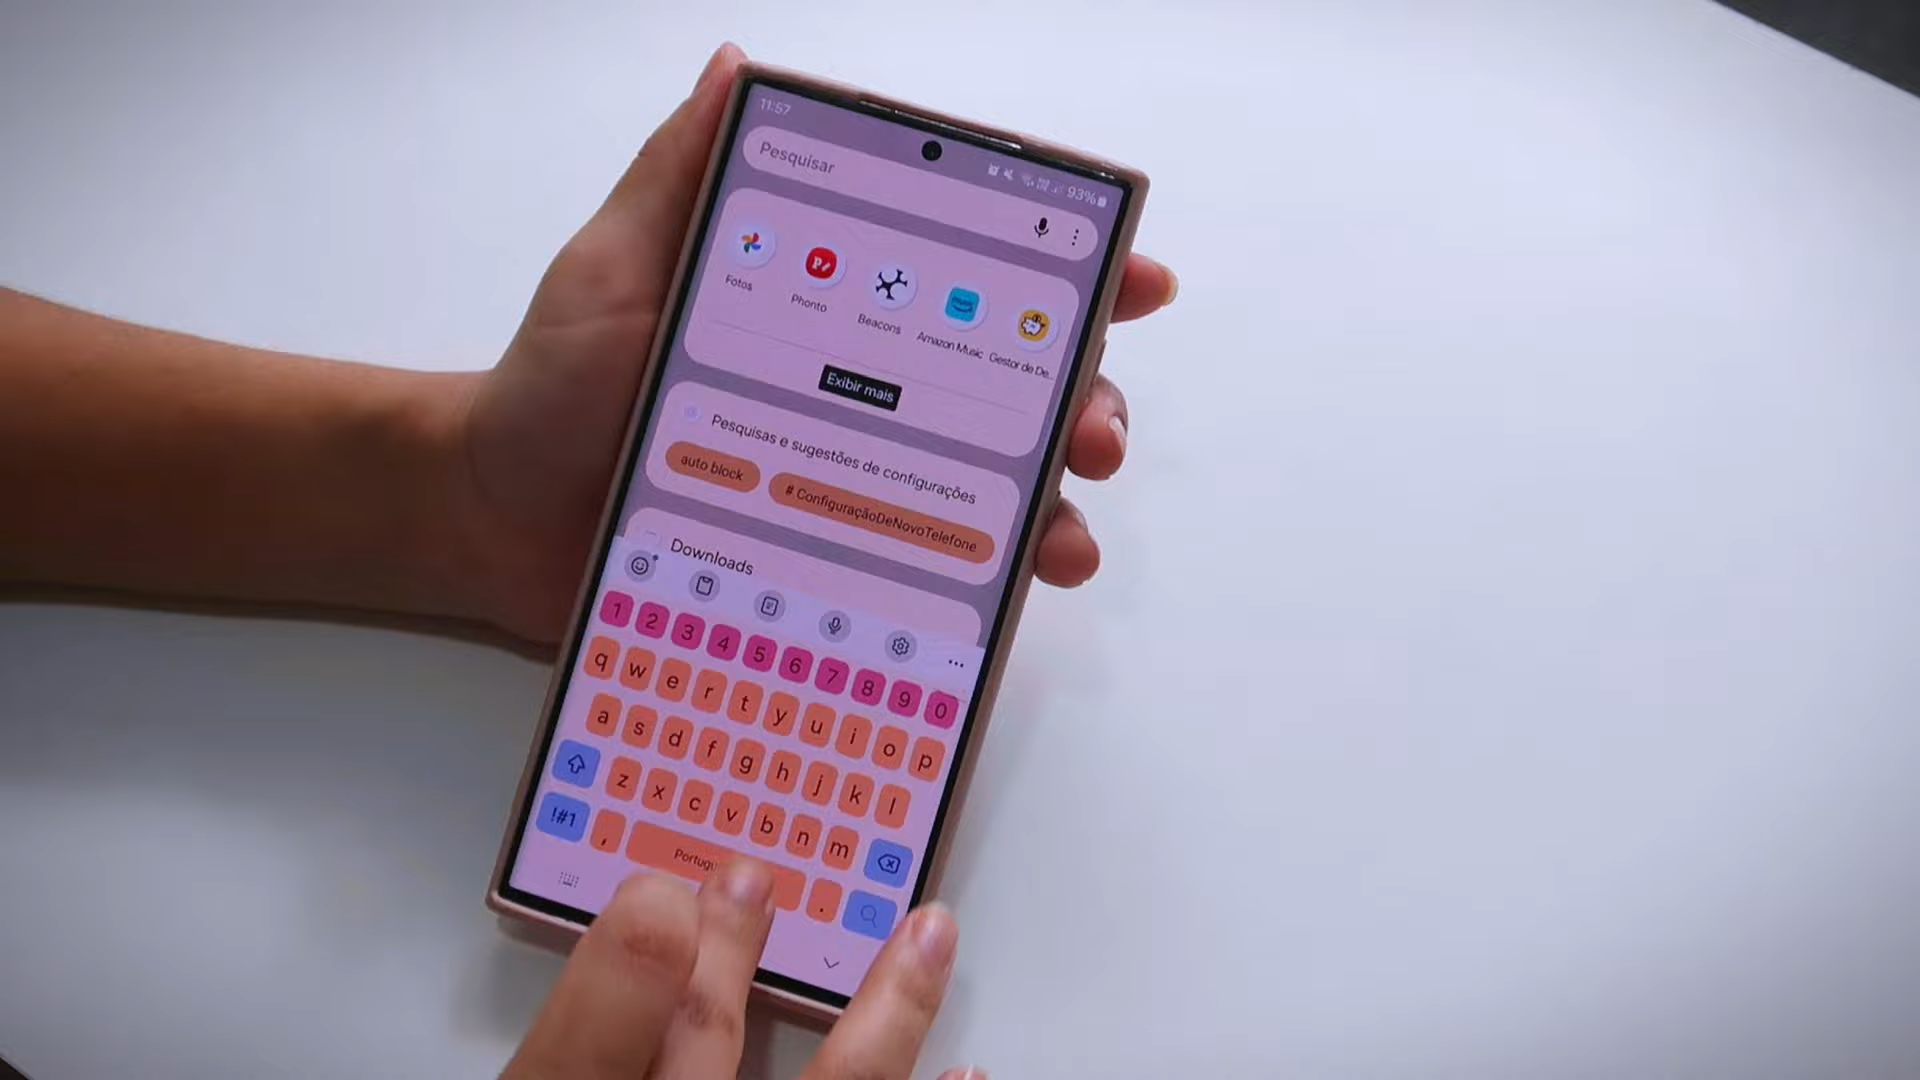 11:57
93%
Pesquisar
Fotos
Phonto
Beacons
Amazon Music
Gestor de De...
Exibir mais
Pesquisas e sugestões de configurações
auto block
# ConfiguraçãoDeNovoTelefone
Downloads
1 2 3 4 5 6 7 8 9 0
q w e r t y u i o p
a s d f g h j k l
z x c v b n m
!#1 , Portugu .